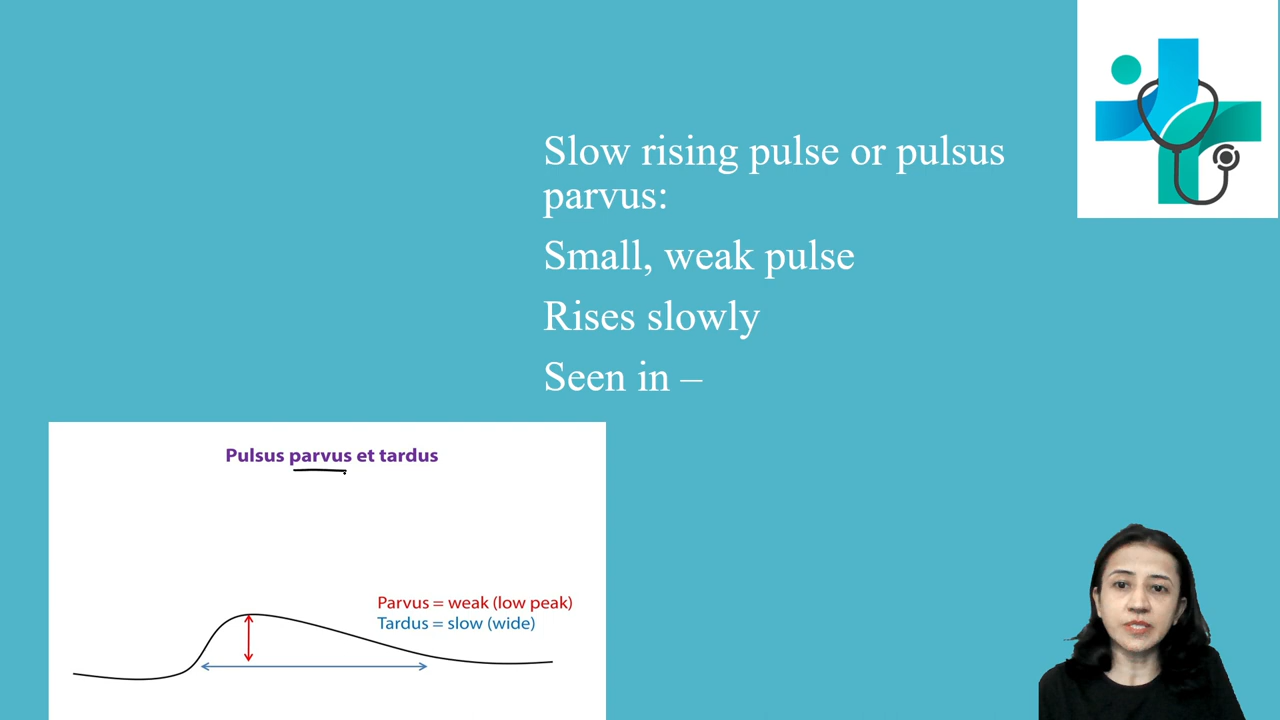 Slow rising pulse or pulsus
parvus:
Small, weak pulse
Rises slowly
Seen in –
Pulsus parvus et tardus
Parvus = weak (low peak)
Tardus = slow (wide)